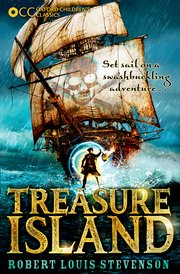 OCC OXFORD CHILDREN'S
CLASSICS
Set sail on a
swashbuckling
adventure . . .
TREASURE
ISLAND
ROBERT LOUIS STEVENSON